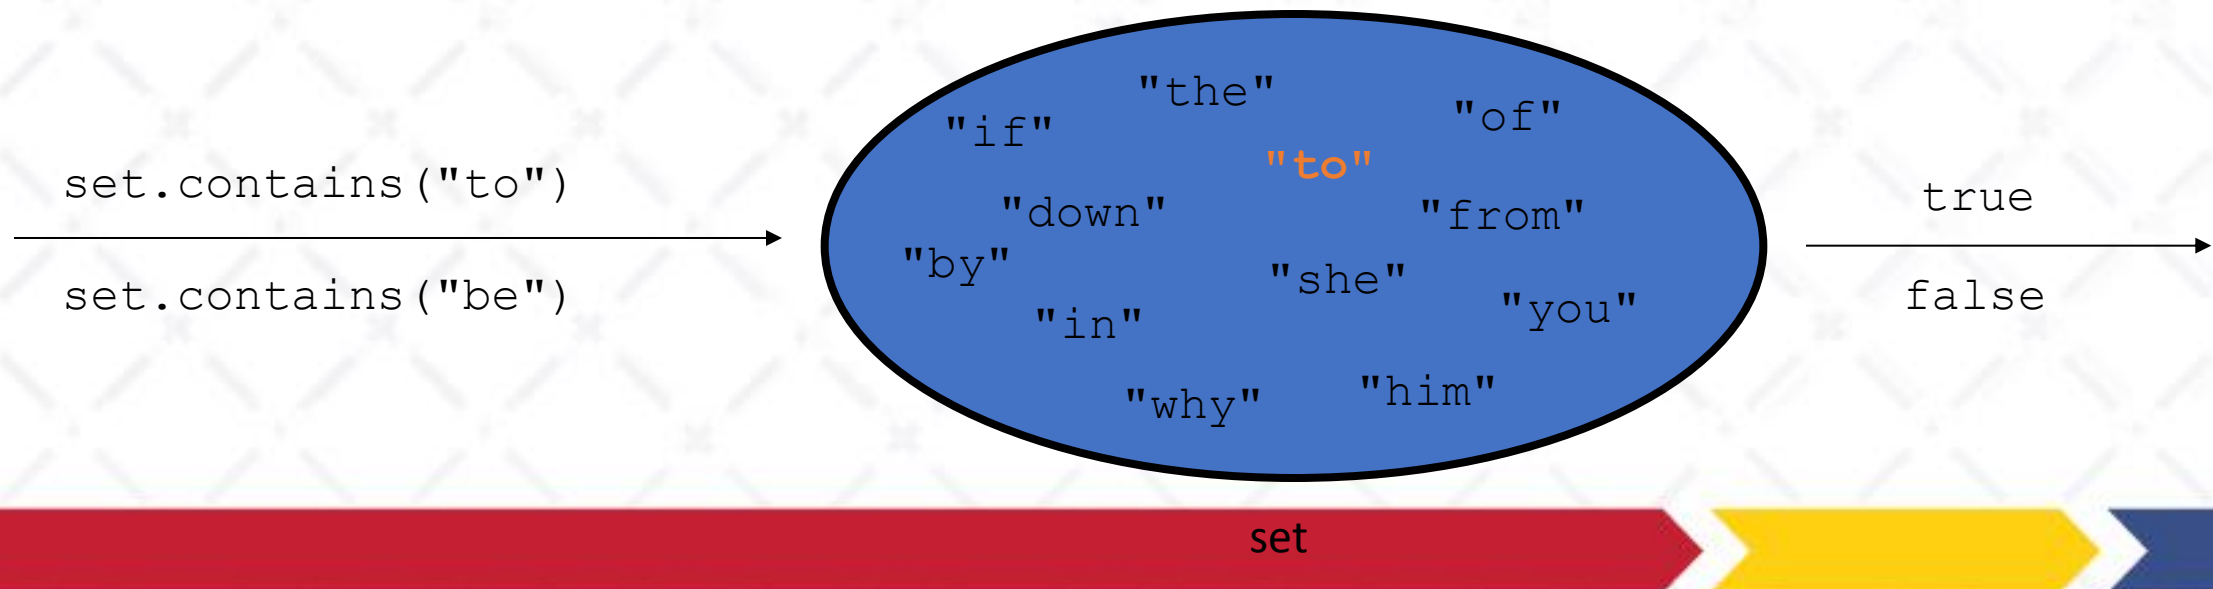 set.contains("to")
set.contains("be")
"the"
"of"
"if"
"to"
"down"
"from"
"by"
"she"
"you"
"in"
"him"
"why"
true
false
set